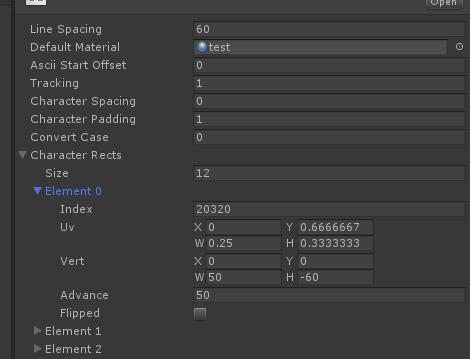 Open
Line Spacing 60
Default Material test
Ascii Start Offset 0
Tracking 1
Character Spacing 0
Character Padding 1
Convert Case 0
Character Rects
Size 12
Element 0
Index 20320
Uv X 0 Y 0.6666667
W 0.25 H 0.3333333
Vert X 0 Y 0
W 50 H -60
Advance 50
Flipped
Element 1
Element 2